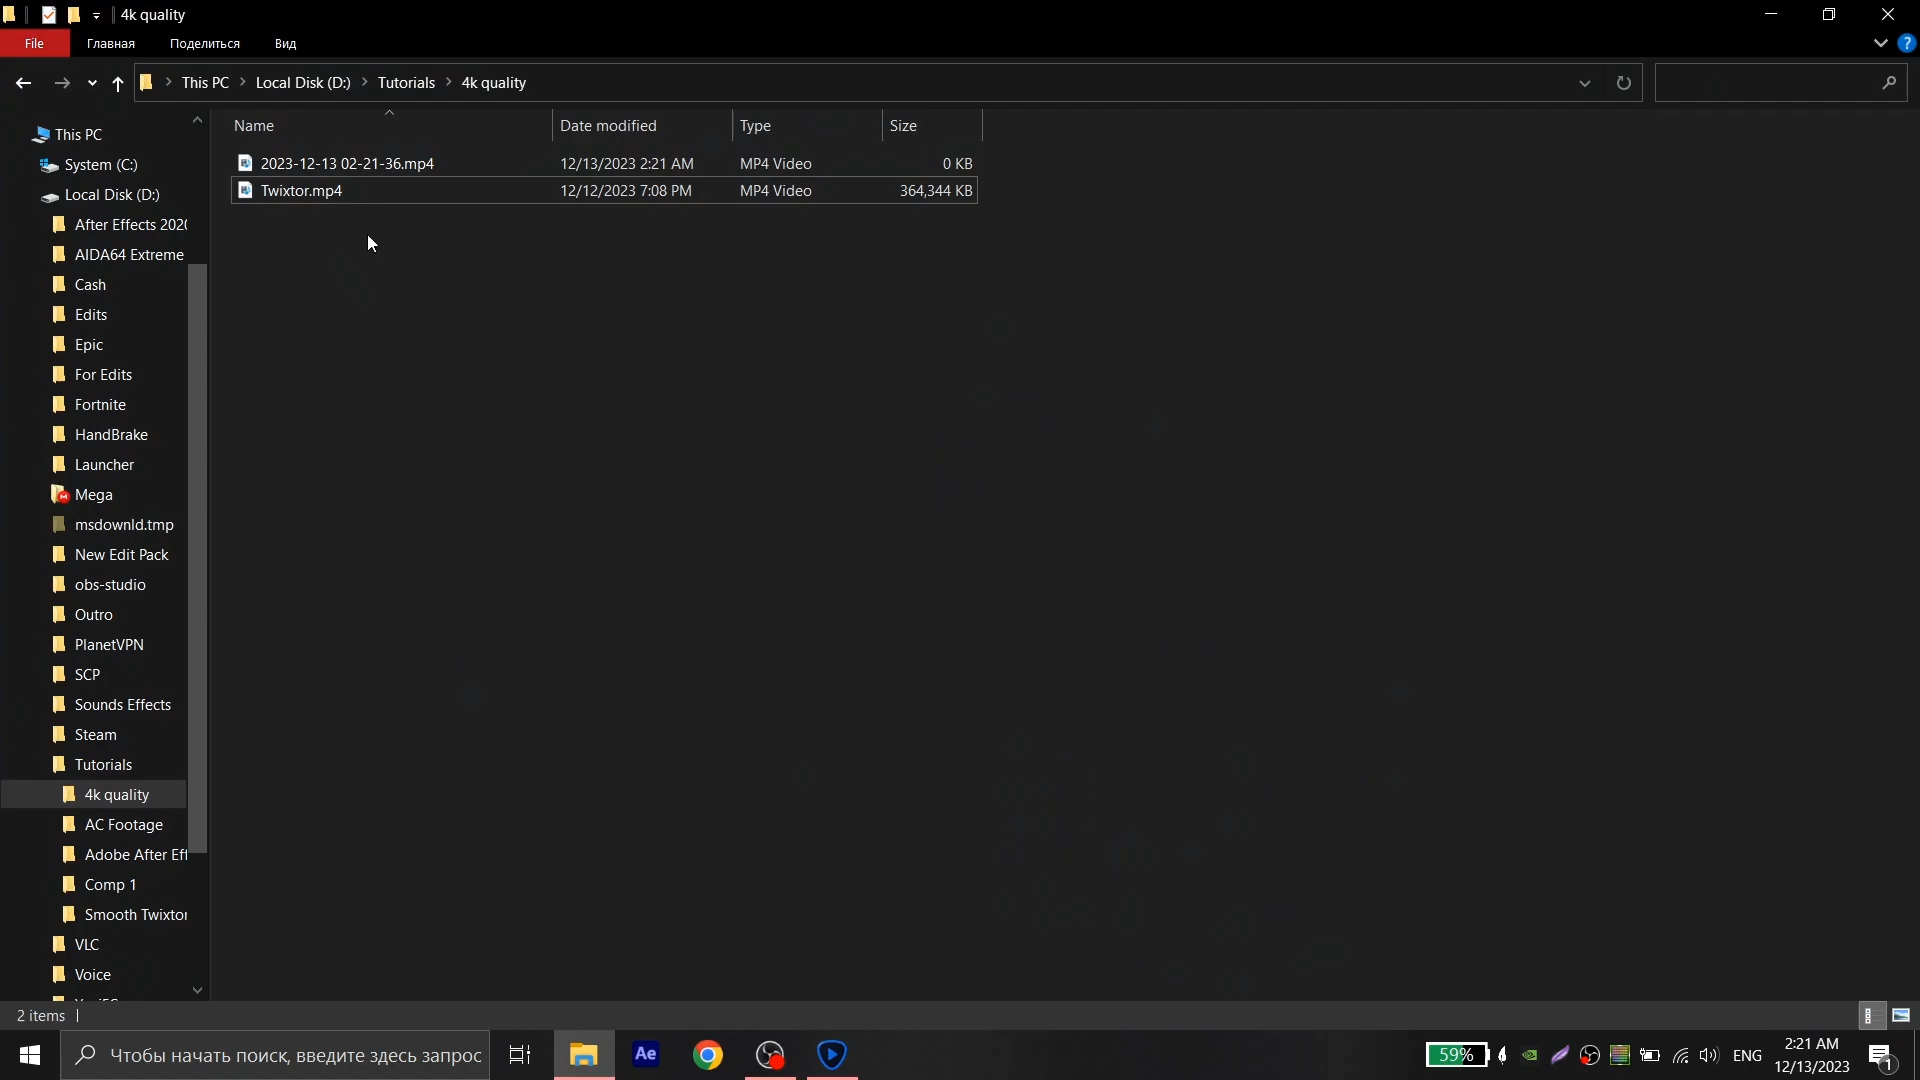 4k quality
File Главная Поделиться Вид
This PC Local Disk (D:) Tutorials 4k quality
Name Date modified Type Size
2023-12-13 02-21-36.mp4 12/13/2023 2:21 AM MP4 Video 0 KB
Twixtor.mp4 12/12/2023 7:08 PM MP4 Video 364,344 KB
This PC
System (C:)
Local Disk (D:)
After Effects 202
AIDA64 Extreme
Cash
Edits
Epic
For Edits
Fortnite
HandBrake
Launcher
Mega
msdownld.tmp
New Edit Pack
obs-studio
Outro
PlanetVPN
SCP
Sounds Effects
Steam
Tutorials
4k quality
AC Footage
Adobe After Eff
Comp 1
Smooth Twixtor
VLC
Voice
2 items
Чтобы начать поиск, введите здесь запрос
Ae
59%
ENG
2:21 AM
12/13/2023
1